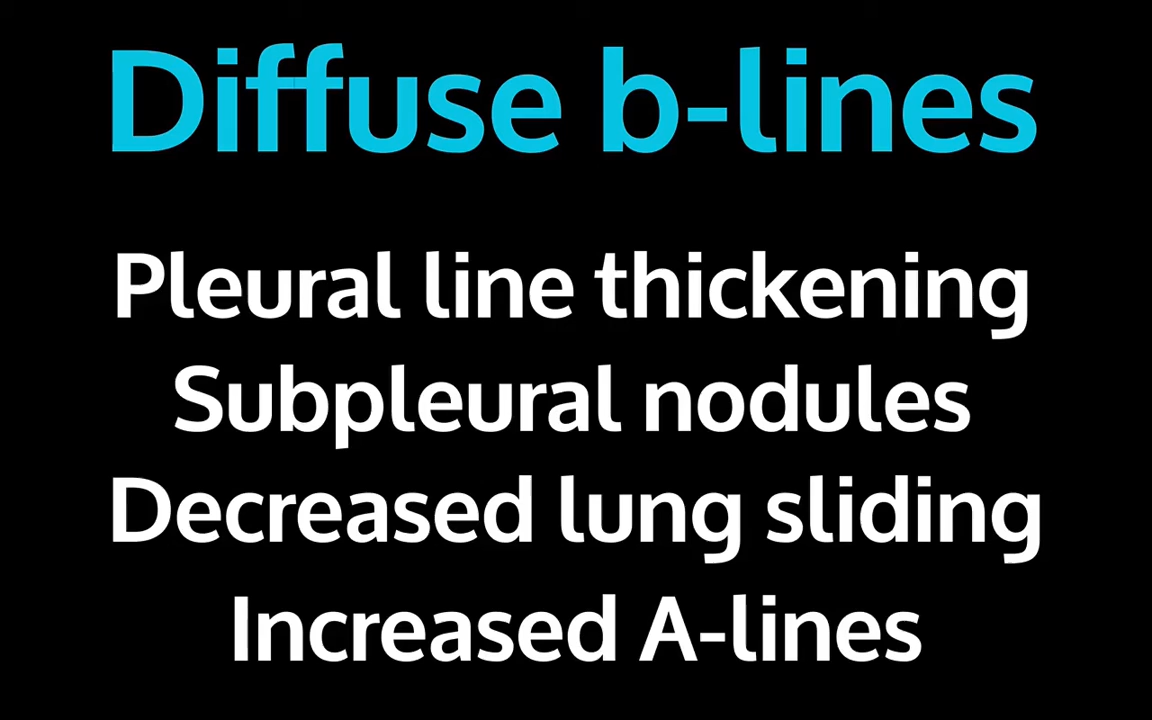 Diffuse b-lines
Pleural line thickening
Subpleural nodules
Decreased lung sliding
Increased A-lines